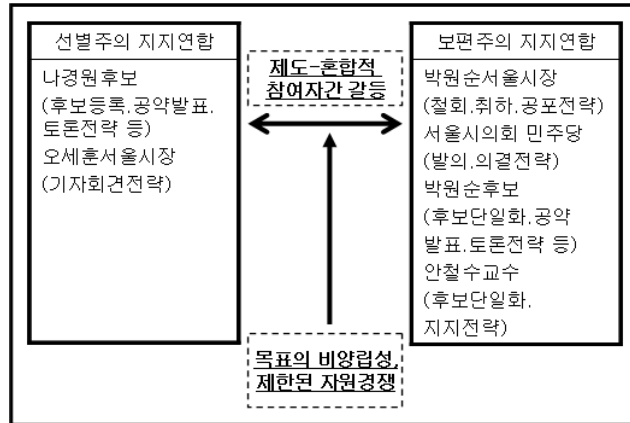 선별주의 지지연합
나경원후보
(후보등록.공약발표.
토론전략 등)
오세훈서울시장
(기자회견전략)
제도-혼합적
참여자간 갈등
보편주의 지지연합
박원순서울시장
(철회.취하.공포전략)
서울시의회 민주당
(발의.의결전략)
박원순후보
(후보단일화.공약
발표.토론전략 등)
안철수교수
(후보단일화.
지지전략)
목표의 비양립성,
제한된 자원경쟁